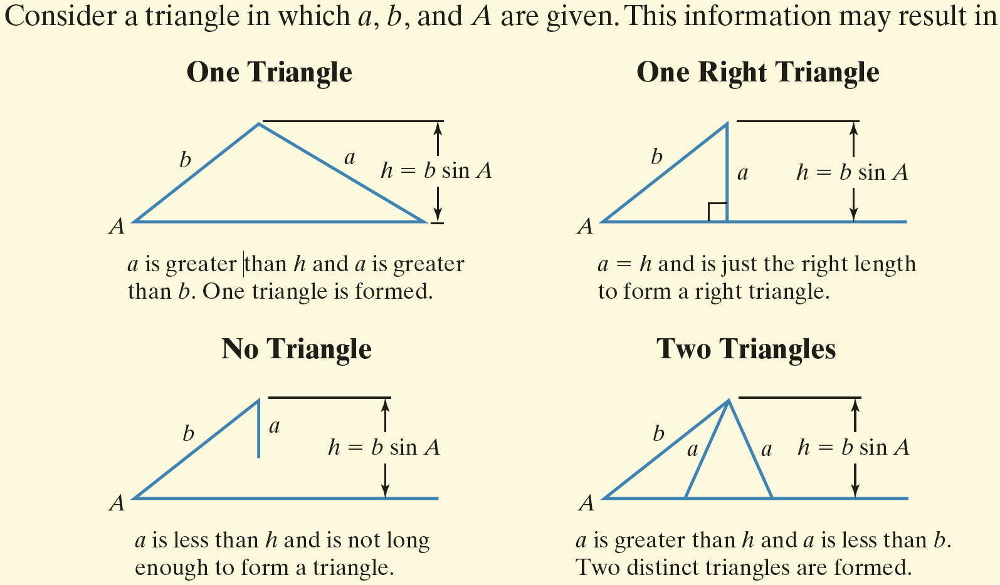 Consider a triangle in which a, b, and A are given. This information may result in
One Triangle
b
a
h = b sin A
A
a is greater than h and a is greater
than b. One triangle is formed.
One Right Triangle
b
a
h = b sin A
A
a = h and is just the right length
to form a right triangle.
No Triangle
b
a
h = b sin A
A
a is less than h and is not long
enough to form a triangle.
Two Triangles
b
a
a
h = b sin A
A
a is greater than h and a is less than b.
Two distinct triangles are formed.